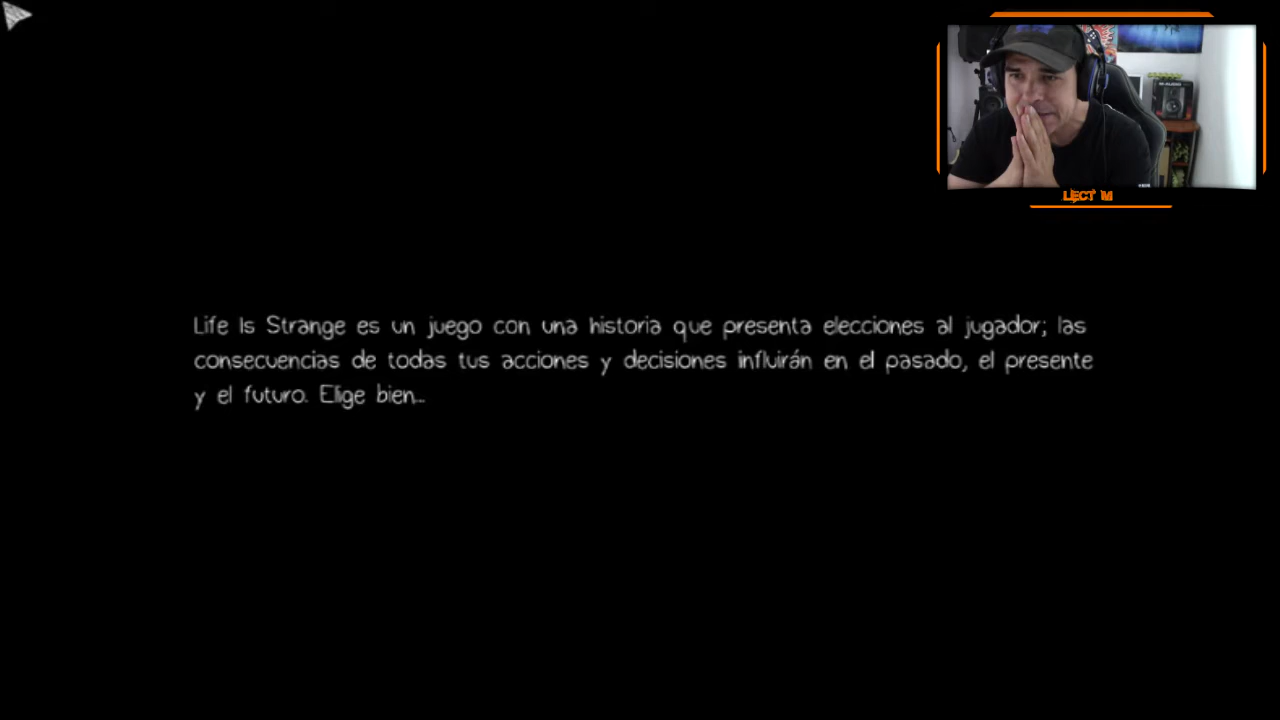 LECT M
Life Is Strange es un juego con una historia que presenta elecciones al jugador; las
consecuencias de todas tus acciones y decisiones influirán en el pasado, el presente
y el futuro. Elige bien...